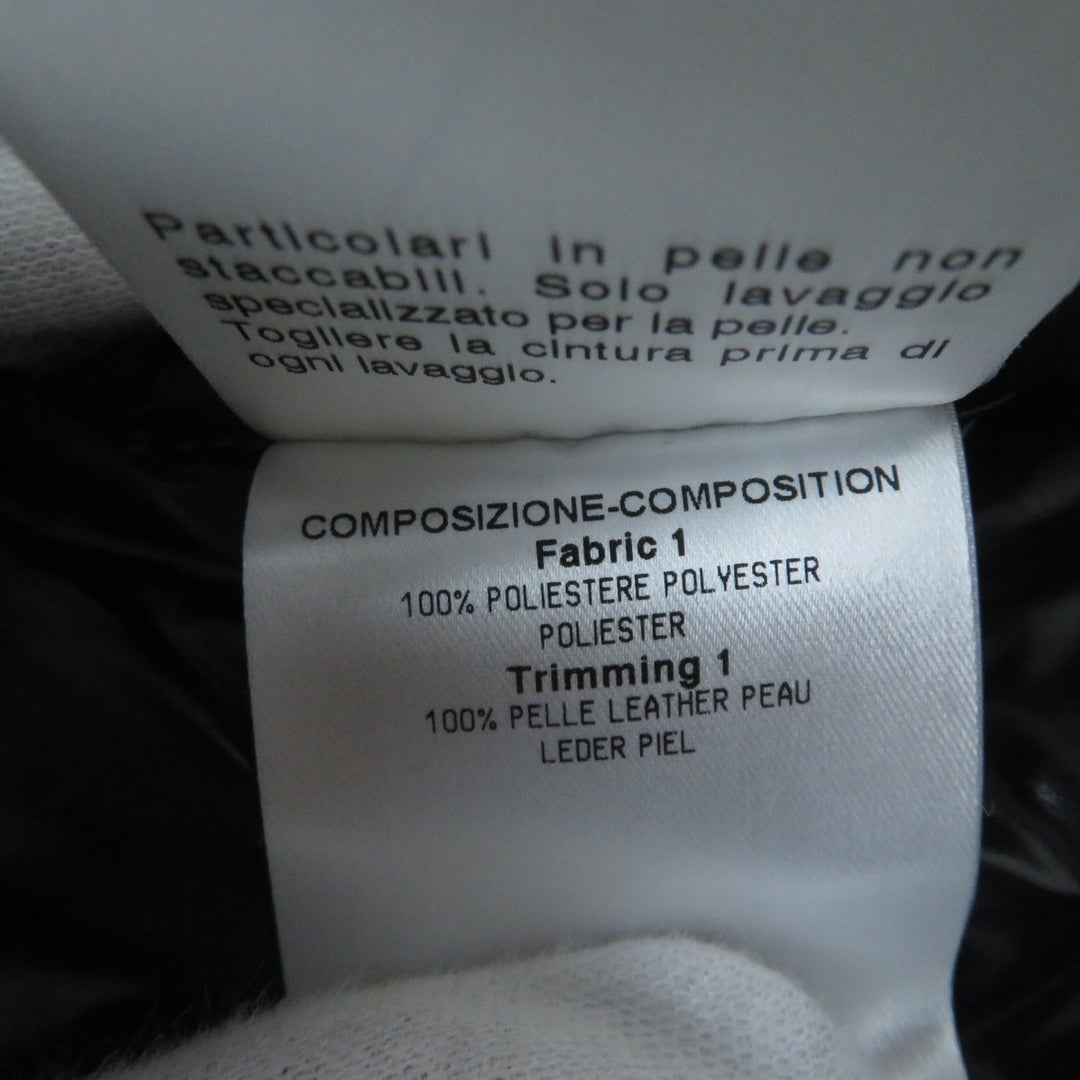 Particolari in pelle non
staccabili. Solo lavaggio
specializzato per la pelle.
Togliere la cintura prima di
ogni lavaggio.
COMPOSIZIONE-COMPOSITION
Fabric 1
100% POLIESTERE POLYESTER
POLIESTER
Trimming 1
100% PELLE LEATHER PEAU
LEDER PIEL